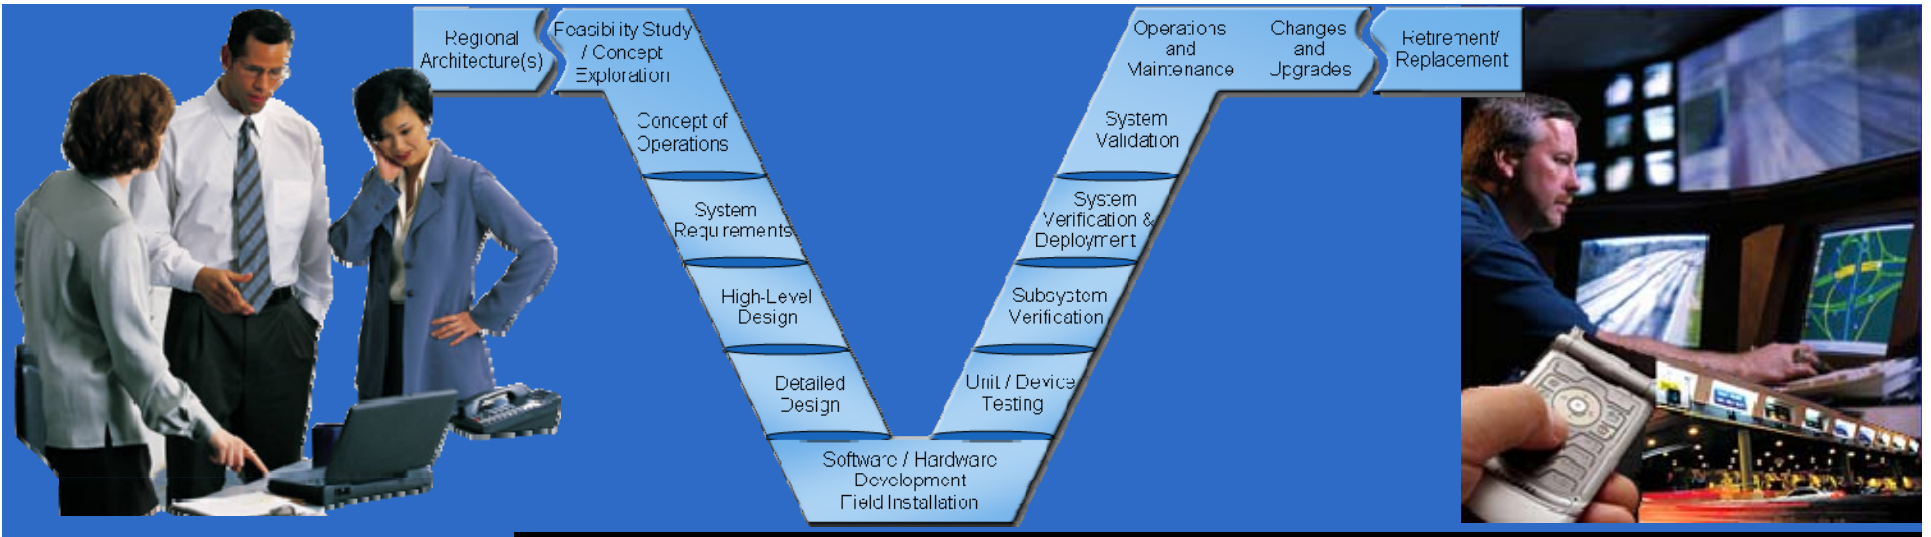 Regional
Architecture(s)
Feasibility Study
/ Concept
Exploration
Concept of
Operations
System
Requirements
High-Level
Design
Detailed
Design
Software / Hardware
Development
Field Installation
Unit / Device
Testing
Subsystem
Verification
System
Verification &
Deployment
System
Validation
Operations
and
Maintenance
Changes
and
Upgrades
Retirement/
Replacement